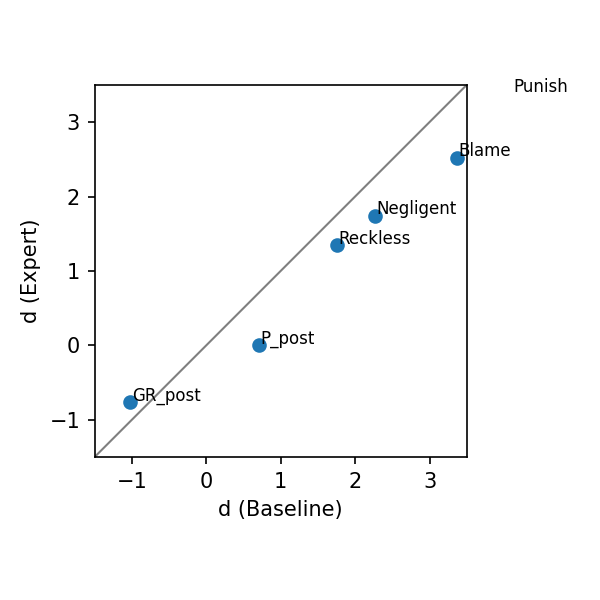 Punish
3
Blame
2
Negligent
Reckless
1
P_post
0
GR_post
−1
d (Expert)
−1
0
1
2
3
d (Baseline)